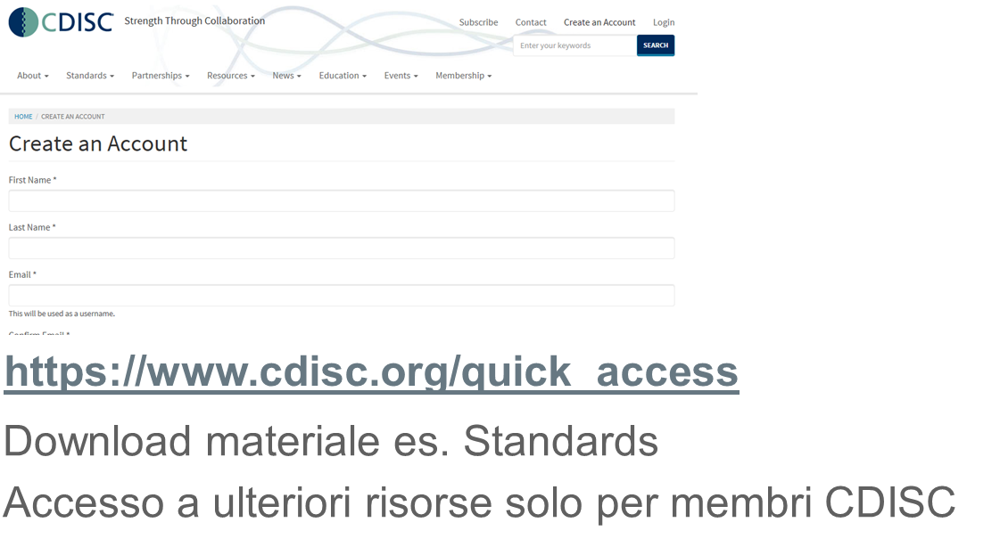 CDISC Strength Through Collaboration
Subscribe Contact Create an Account Login
Enter your keywords SEARCH
About Standards Partnerships Resources News Education Events Membership
HOME / CREATE AN ACCOUNT
Create an Account
First Name *
Last Name *
Email *
This will be used as a username.
Confirm Email *
https://www.cdisc.org/quick_access
Download materiale es. Standards
Accesso a ulteriori risorse solo per membri CDISC